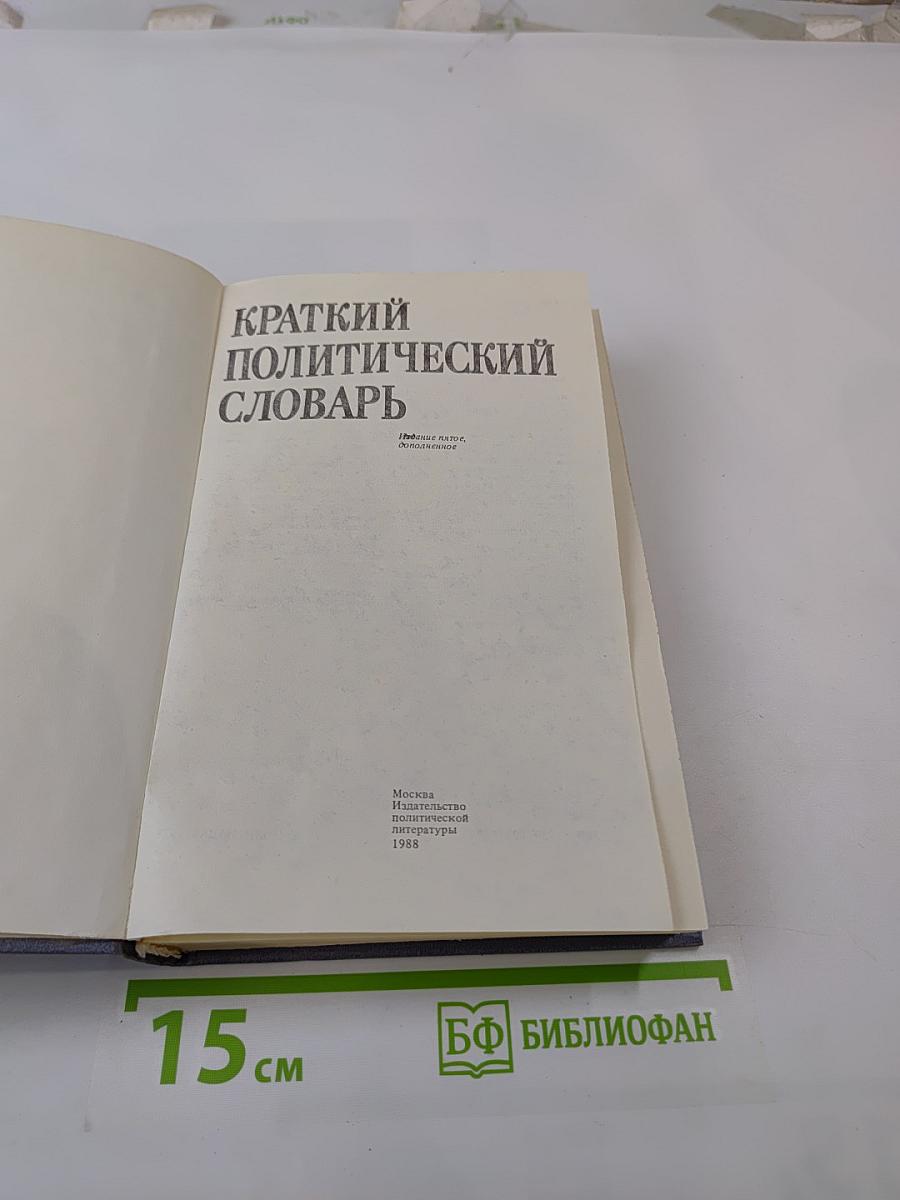 КРАТКИЙ
ПОЛИТИЧЕСКИЙ
СЛОВАРЬ
Издание пятое,
дополненное
Москва
Издательство
политической
литературы
1988
15 см
БФ БИБЛИОФАН